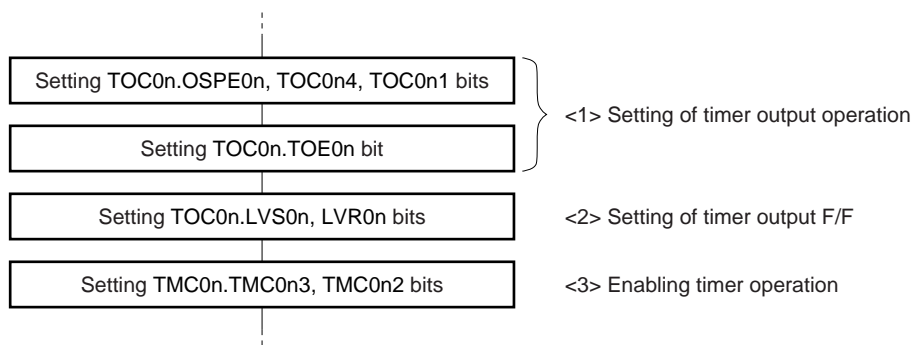 Setting TOC0n.OSPE0n, TOC0n4, TOC0n1 bits
<1> Setting of timer output operation
Setting TOC0n.TOE0n bit
Setting TOC0n.LVS0n, LVR0n bits
<2> Setting of timer output F/F
Setting TMC0n.TMC0n3, TMC0n2 bits
<3> Enabling timer operation